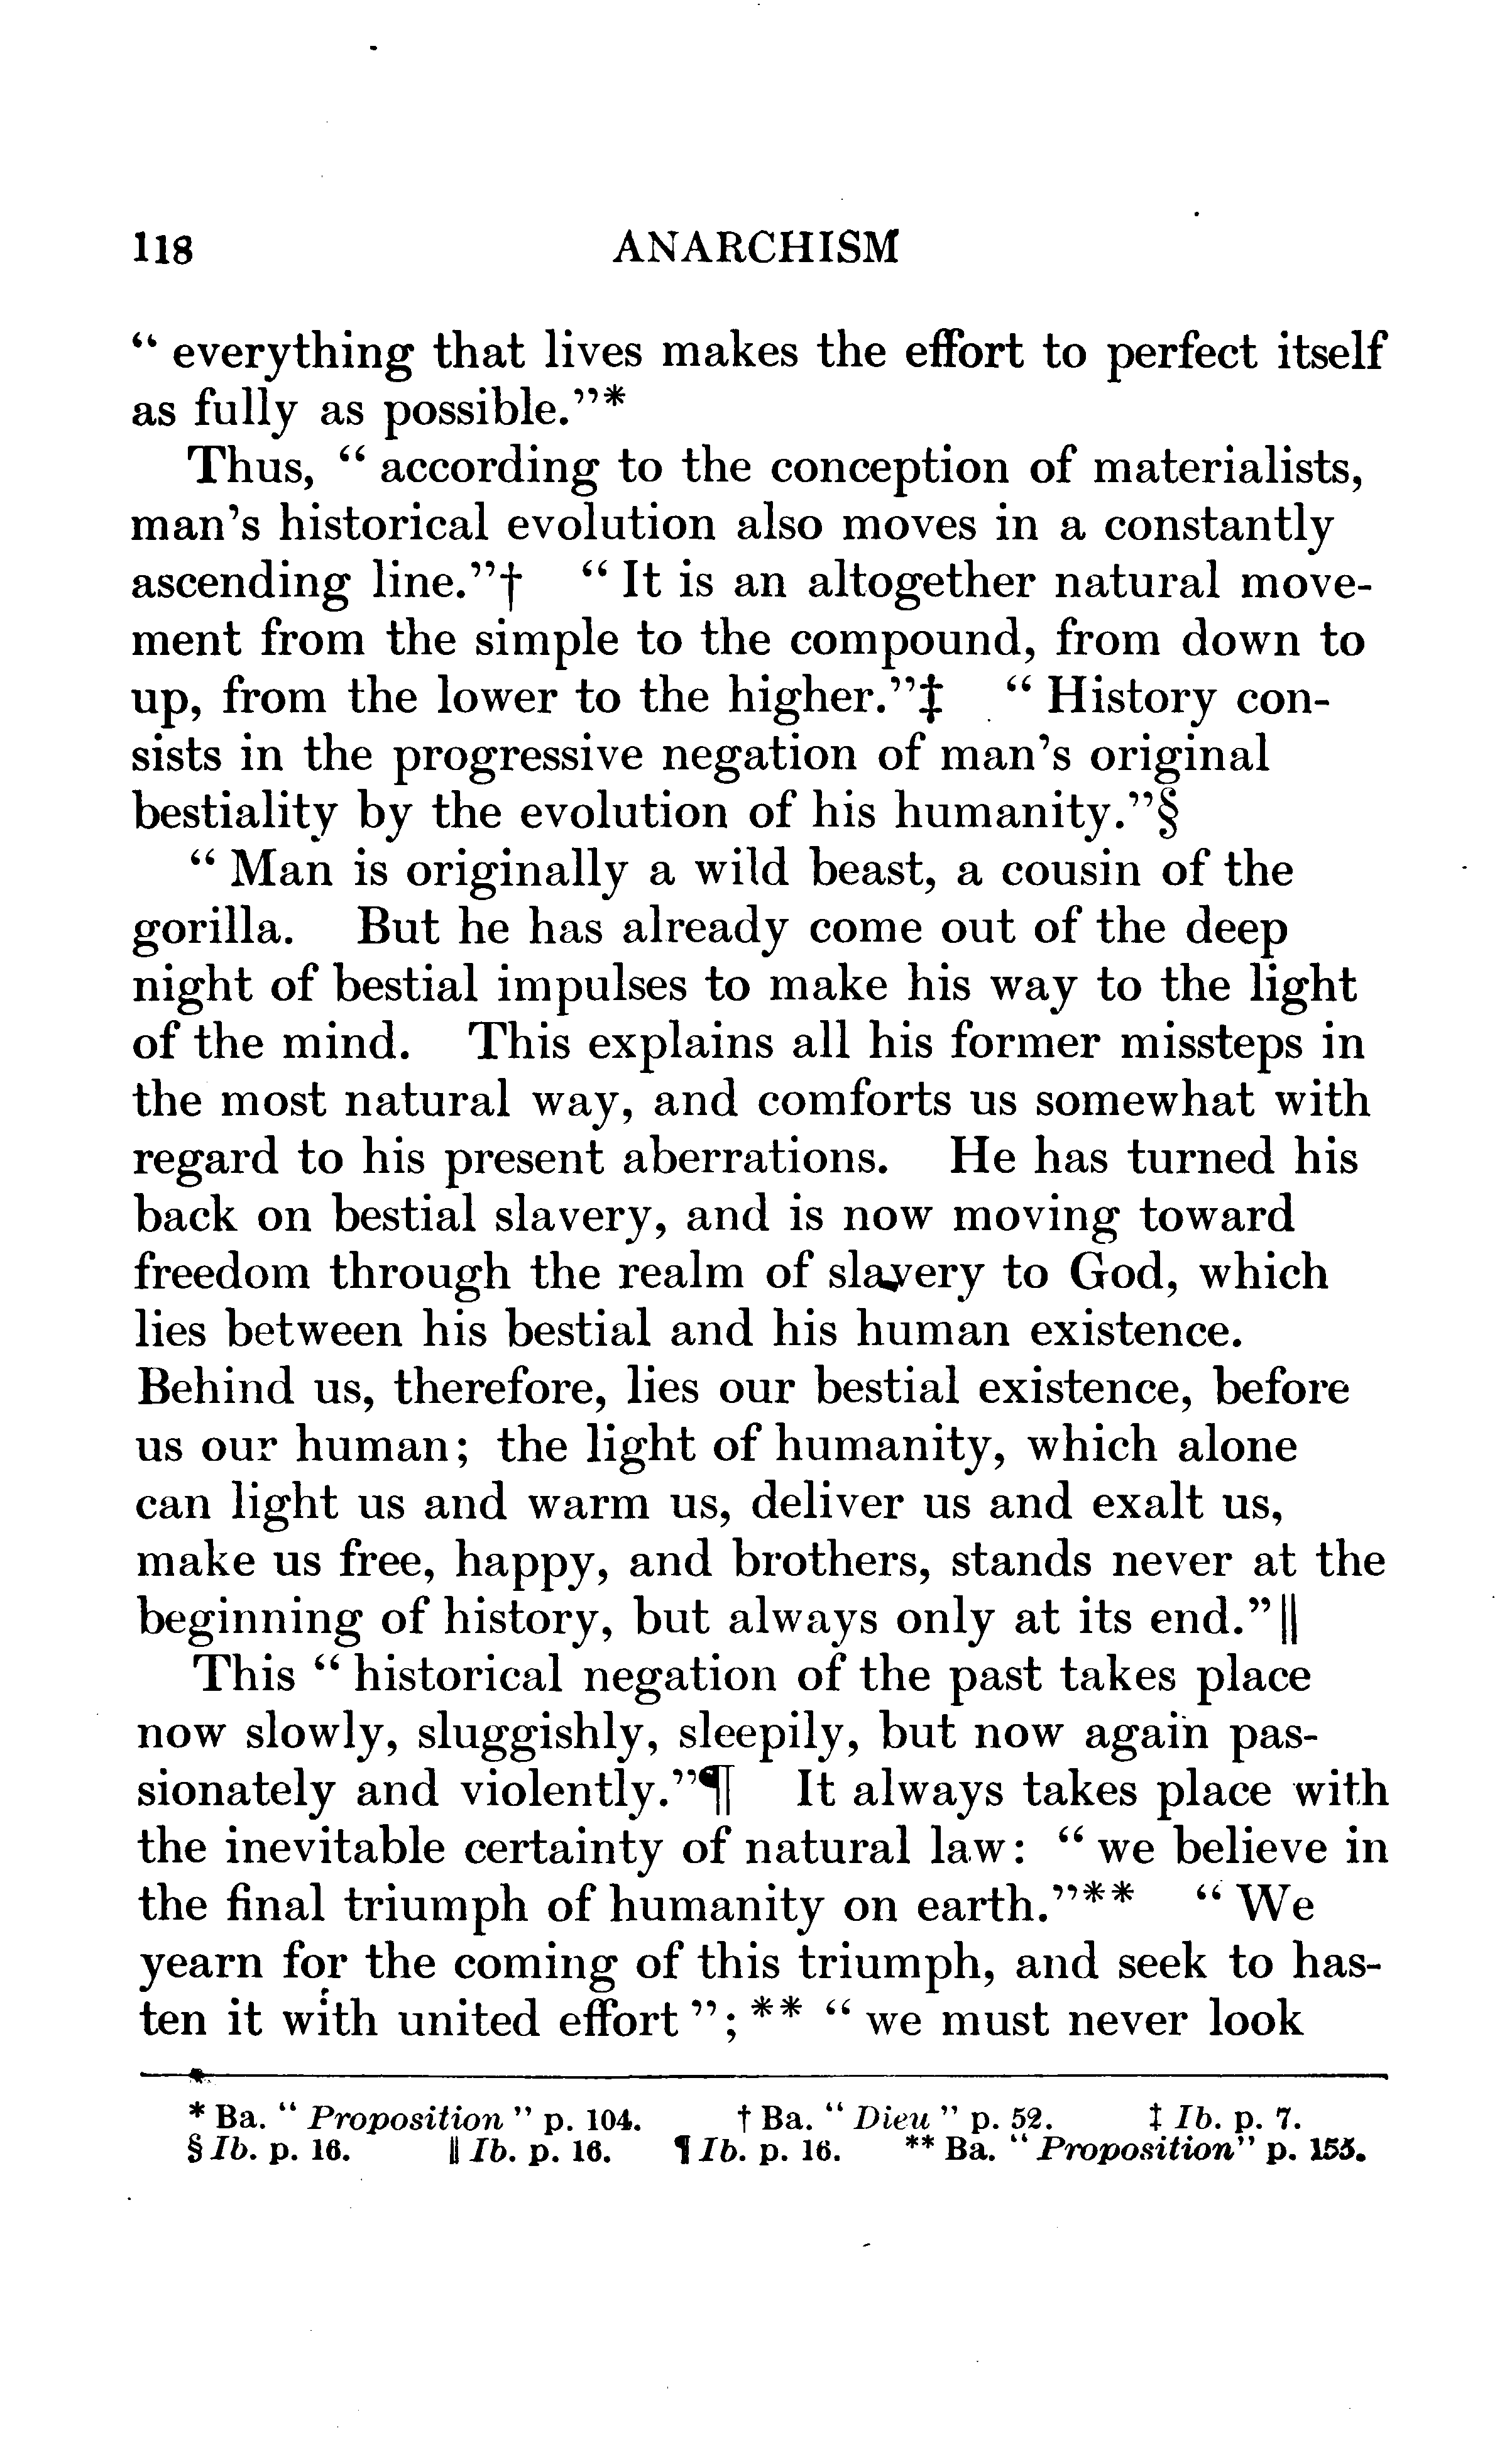 118 ANARCHISM
“ everything that lives makes the effort to perfect itself
as fully as possible.”*
Thus, “ according to the conception of materialists,
man’s historical evolution also moves in a constantly
ascending line.”† “ It is an altogether natural move-
ment from the simple to the compound, from down to
up, from the lower to the higher.”‡ “ History con-
sists in the progressive negation of man’s original
bestiality by the evolution of his humanity.”§
“ Man is originally a wild beast, a cousin of the
gorilla. But he has already come out of the deep
night of bestial impulses to make his way to the light
of the mind. This explains all his former missteps in
the most natural way, and comforts us somewhat with
regard to his present aberrations. He has turned his
back on bestial slavery, and is now moving toward
freedom through the realm of slavery to God, which
lies between his bestial and his human existence.
Behind us, therefore, lies our bestial existence, before
us our human; the light of humanity, which alone
can light us and warm us, deliver us and exalt us,
make us free, happy, and brothers, stands never at the
beginning of history, but always only at its end.”‖
This “ historical negation of the past takes place
now slowly, sluggishly, sleepily, but now again pas-
sionately and violently.”¶ It always takes place with
the inevitable certainty of natural law: “ we believe in
the final triumph of humanity on earth.”** “ We
yearn for the coming of this triumph, and seek to has-
ten it with united effort ”; ** “ we must never look
* Ba. “ Proposition ” p. 104. † Ba. “ Dieu ” p. 52. ‡ Ib. p. 7.
§ Ib. p. 16. ‖ Ib. p. 16. ¶ Ib. p. 16. ** Ba. “ Proposition” p. 155.